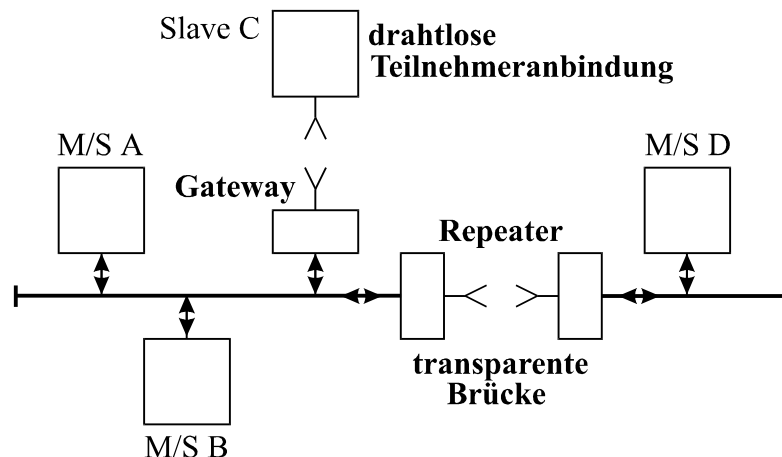 Slave C
drahtlose
Teilnehmeranbindung
M/S A
M/S D
Gateway
Repeater
transparente
Brücke
M/S B